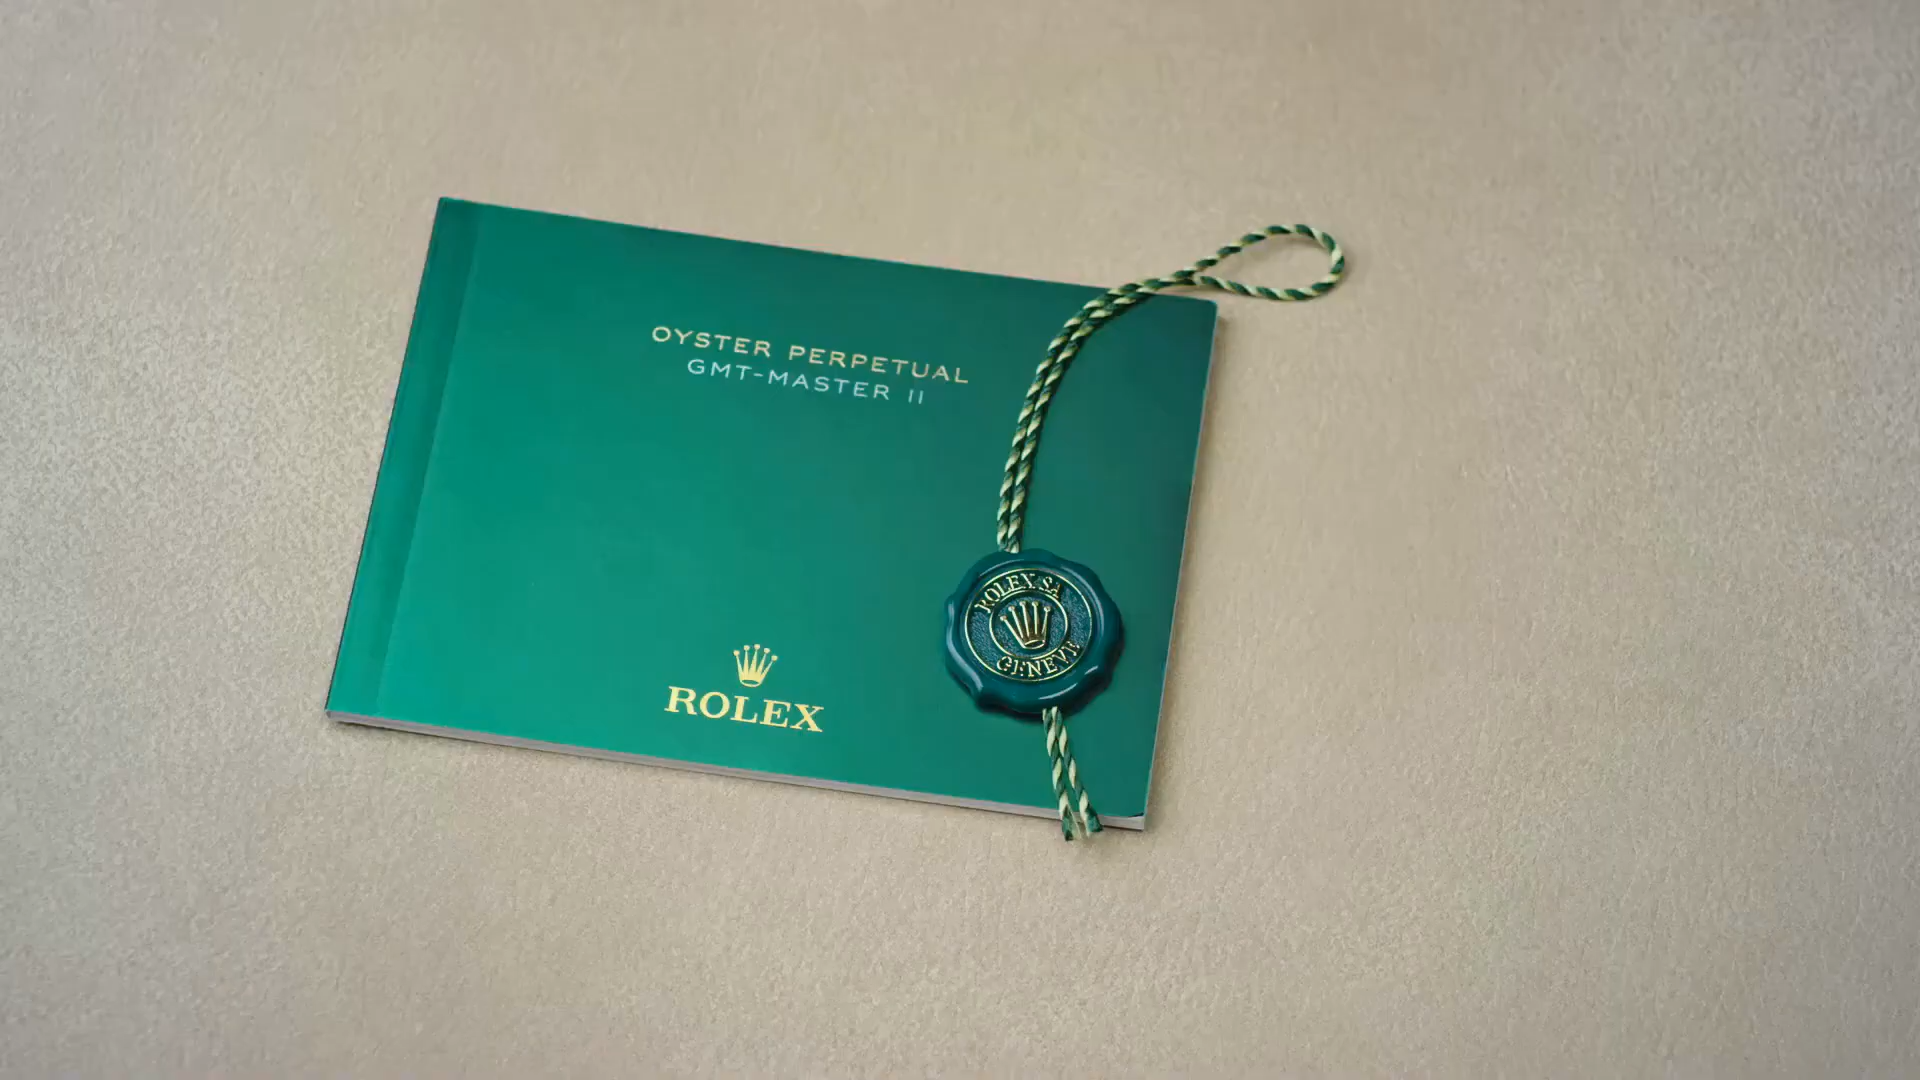 OYSTER PERPETUAL
GMT-MASTER II
ROLEX SA
GENEVE
ROLEX